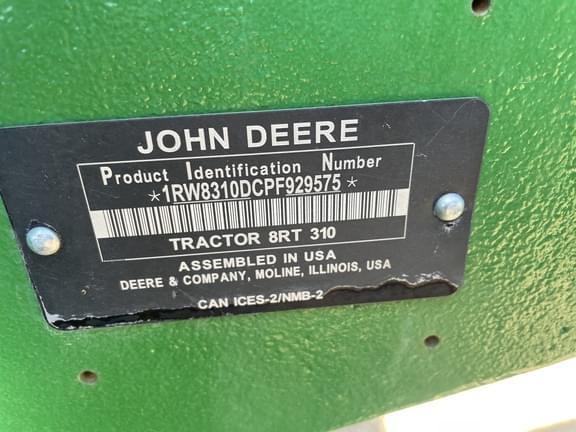 JOHN DEERE
Product Identification Number
*1RW8310DCPF929575*
TRACTOR 8RT 310
ASSEMBLED IN USA
DEERE & COMPANY, MOLINE, ILLINOIS, USA
CAN ICES-2/NMB-2